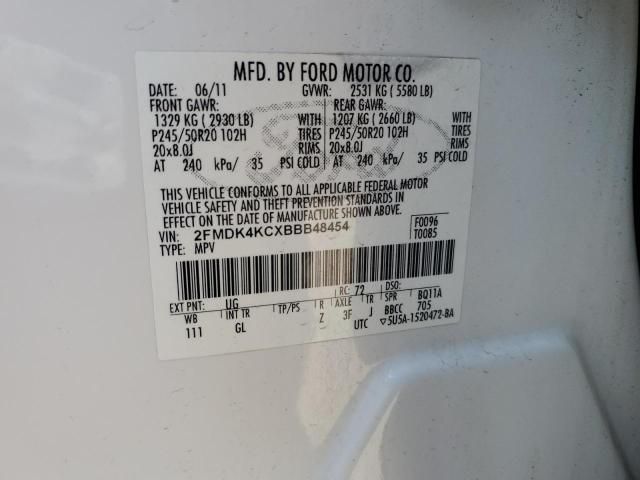 MFD. BY FORD MOTOR CO.
DATE: 06/11 GVWR: 2531 KG ( 5580 LB)
FRONT GAWR: REAR GAWR:
1329 KG ( 2930 LB) WITH 1207 KG ( 2660 LB) WITH
P245/50R20 102H TIRES P245/50R20 102H TIRES
20x8.0J RIMS 20x8.0J RIMS
AT 240 kPa/ 35 PSI COLD AT 240 kPa/ 35 PSI COLD
THIS VEHICLE CONFORMS TO ALL APPLICABLE FEDERAL MOTOR
VEHICLE SAFETY AND THEFT PREVENTION STANDARDS IN EFFECT ON THE
DATE OF MANUFACTURE SHOWN ABOVE.
VIN: 2FMDK4KCXBBB48454 F0096
TYPE: MPV T0085
EXT PNT: UG RC: 72 DSO:
WB INT TR TP/PS R AXLE TR SPR BQ11A
111 GL Z 3F J BBCC 705
UTC ▽5U5A-1520472-BA
Ford